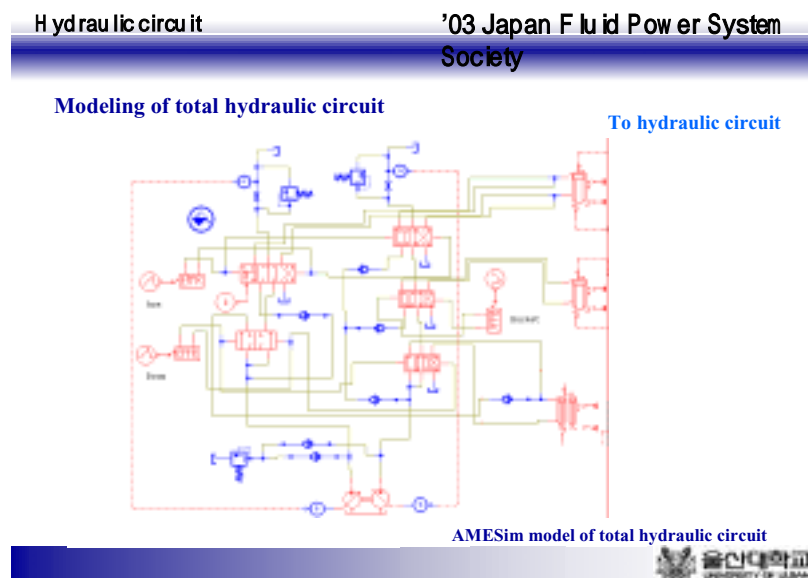 Hydraulic circuit
'03 Japan Fluid Power System
Society
Modeling of total hydraulic circuit
To hydraulic circuit
Boom
AMESim model of total hydraulic circuit
울산대학교